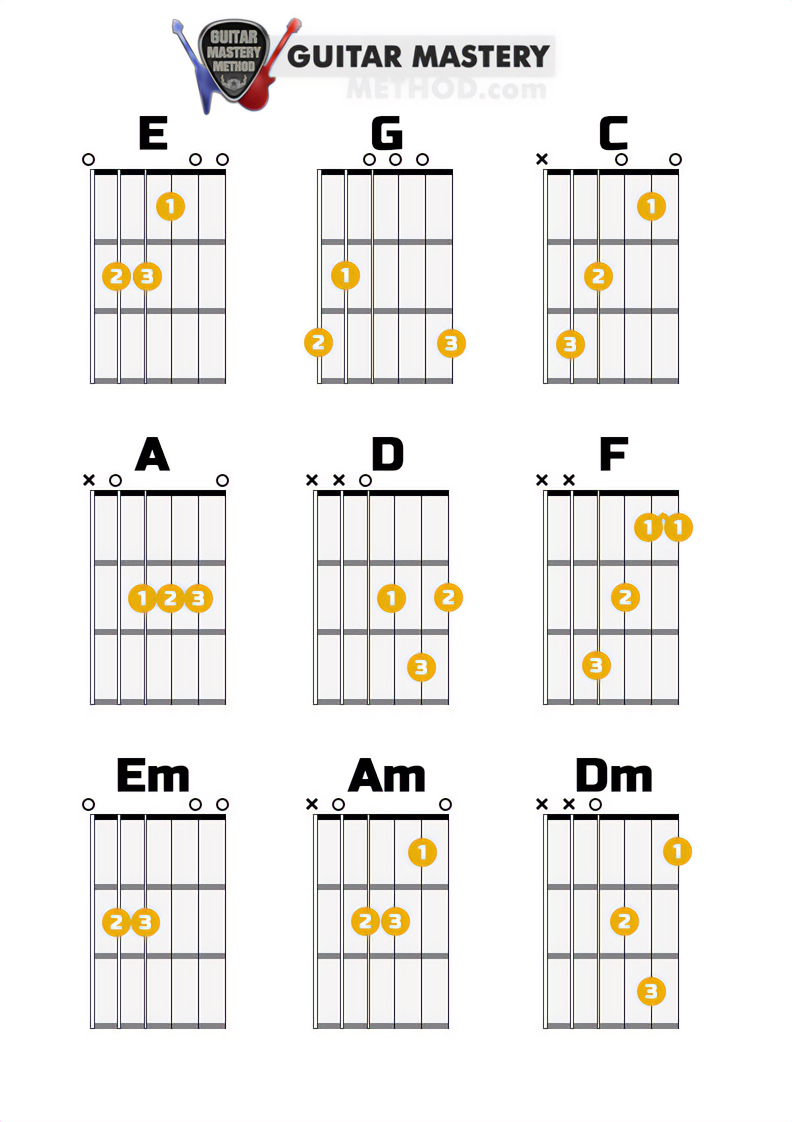 GUITAR
MASTERY
METHOD
GUITAR MASTERY
METHOD.com
E G C
1 1
2 3 1 2
2 3 3
A D F
1 1
1 2 3 1 2 2
3 3
Em Am Dm
1 1
2 3 2 3 2
3